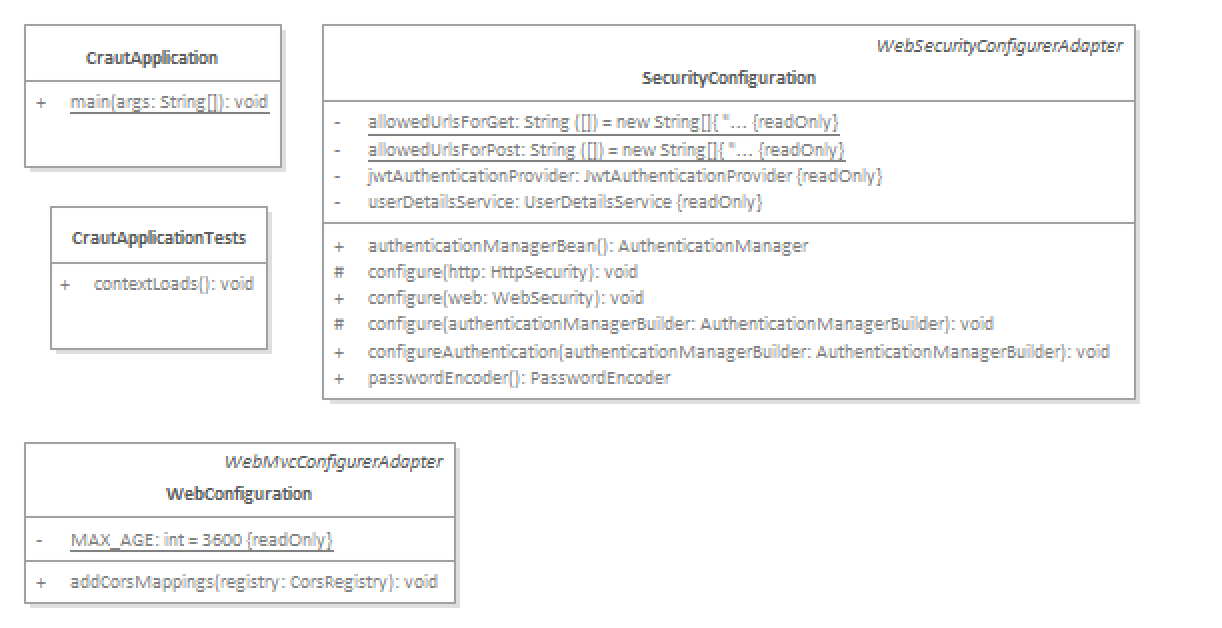 CrautApplication
+ main(args: String[]): void
WebSecurityConfigurerAdapter
SecurityConfiguration
- allowedUrlsForGet: String ([]) = new String[]{ "... {readOnly}
- allowedUrlsForPost: String ([]) = new String[]{ "... {readOnly}
- jwtAuthenticationProvider: JwtAuthenticationProvider {readOnly}
- userDetailsService: UserDetailsService {readOnly}
+ authenticationManagerBean(): AuthenticationManager
# configure(http: HttpSecurity): void
+ configure(web: WebSecurity): void
# configure(authenticationManagerBuilder: AuthenticationManagerBuilder): void
+ configureAuthentication(authenticationManagerBuilder: AuthenticationManagerBuilder): void
+ passwordEncoder(): PasswordEncoder
CrautApplicationTests
+ contextLoads(): void
WebMvcConfigurerAdapter
WebConfiguration
- MAX_AGE: int = 3600 {readOnly}
+ addCorsMappings(registry: CorsRegistry): void